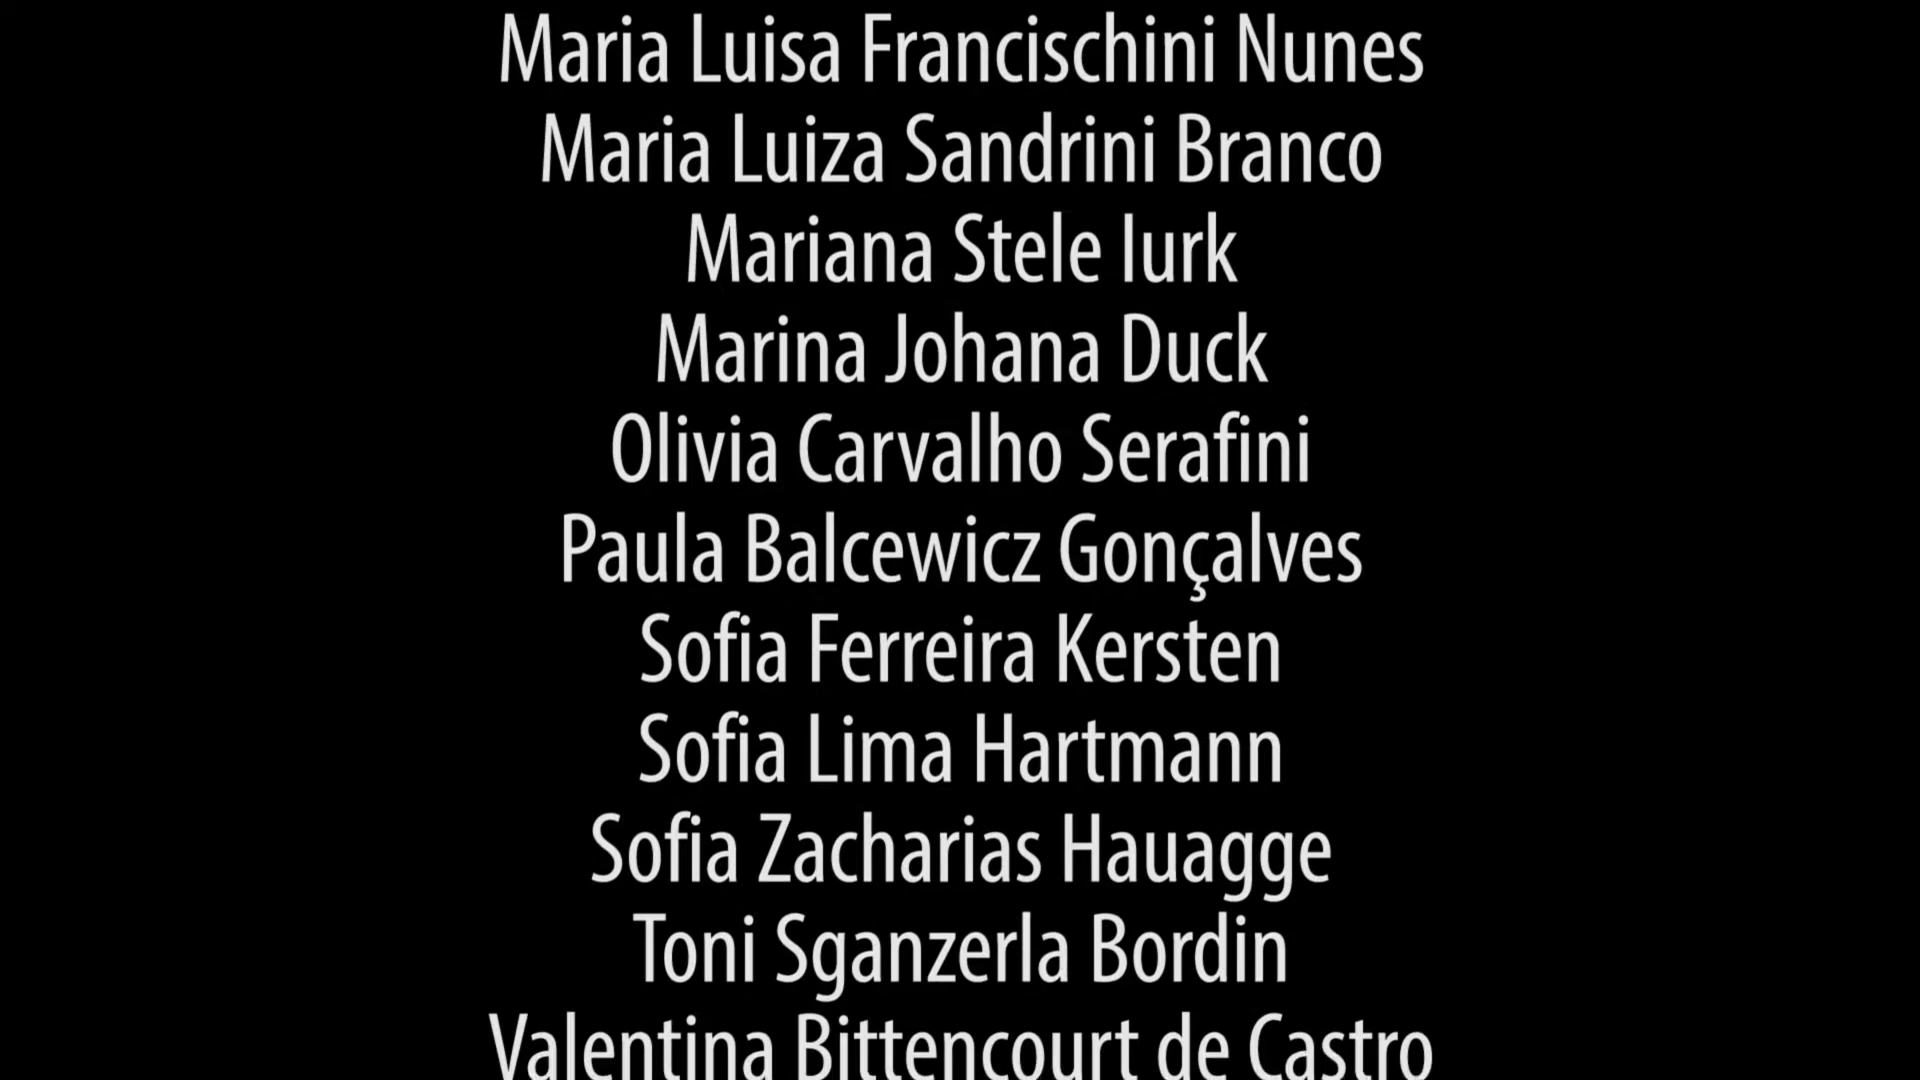 Maria Luisa Francischini Nunes
Maria Luiza Sandrini Branco
Mariana Stele Iurk
Marina Johana Duck
Olivia Carvalho Serafini
Paula Balcewicz Gonçalves
Sofia Ferreira Kersten
Sofia Lima Hartmann
Sofia Zacharias Hauagge
Toni Sganzerla Bordin
Valentina Bittencourt de Castro